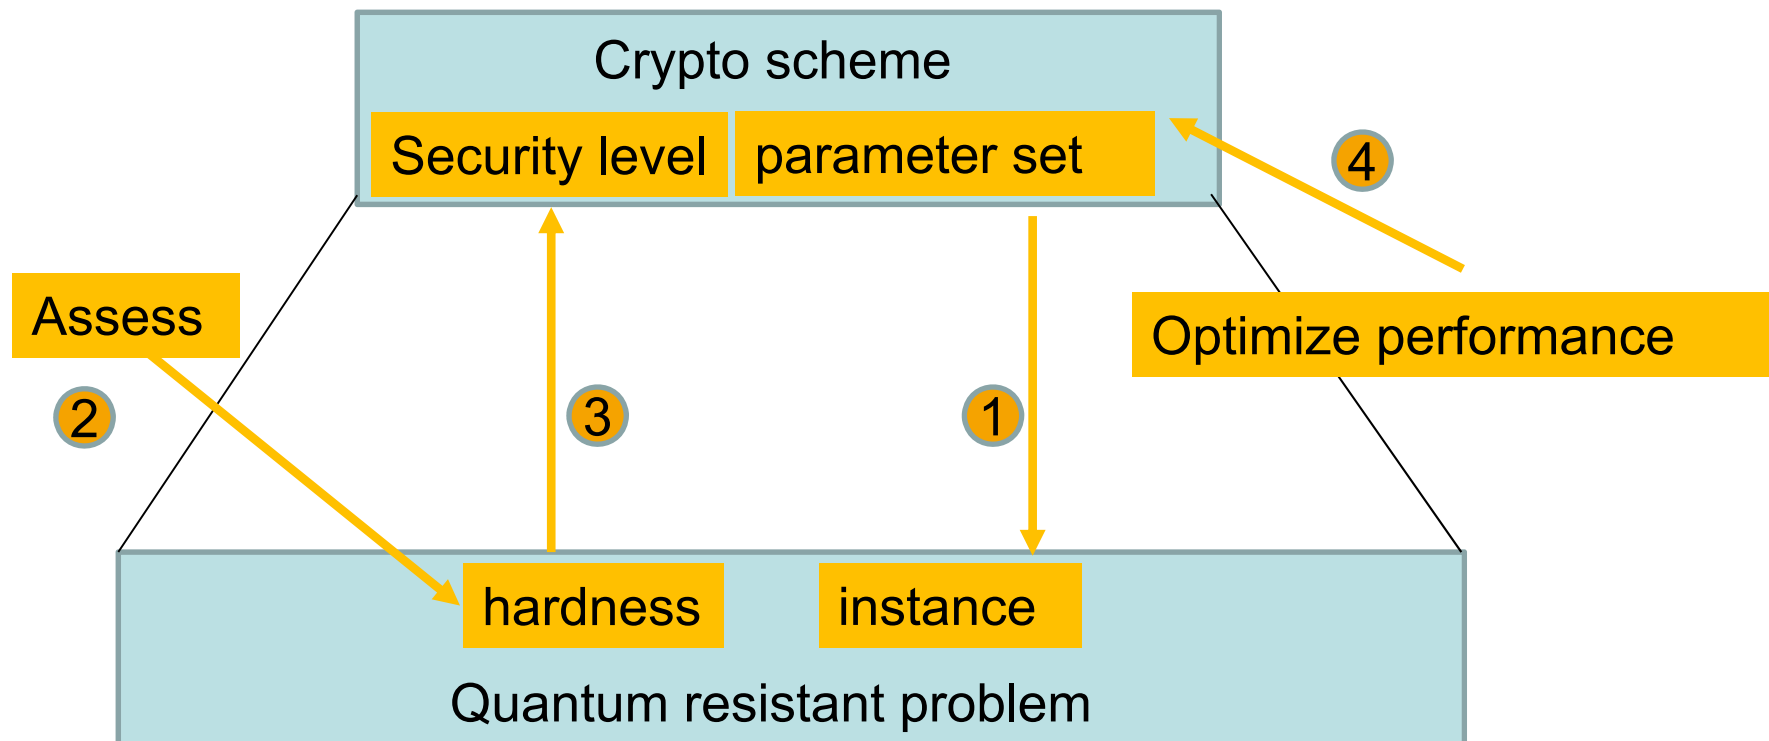 Crypto scheme
Security level
parameter set
4
Assess
Optimize performance
2
3
1
hardness
instance
Quantum resistant problem